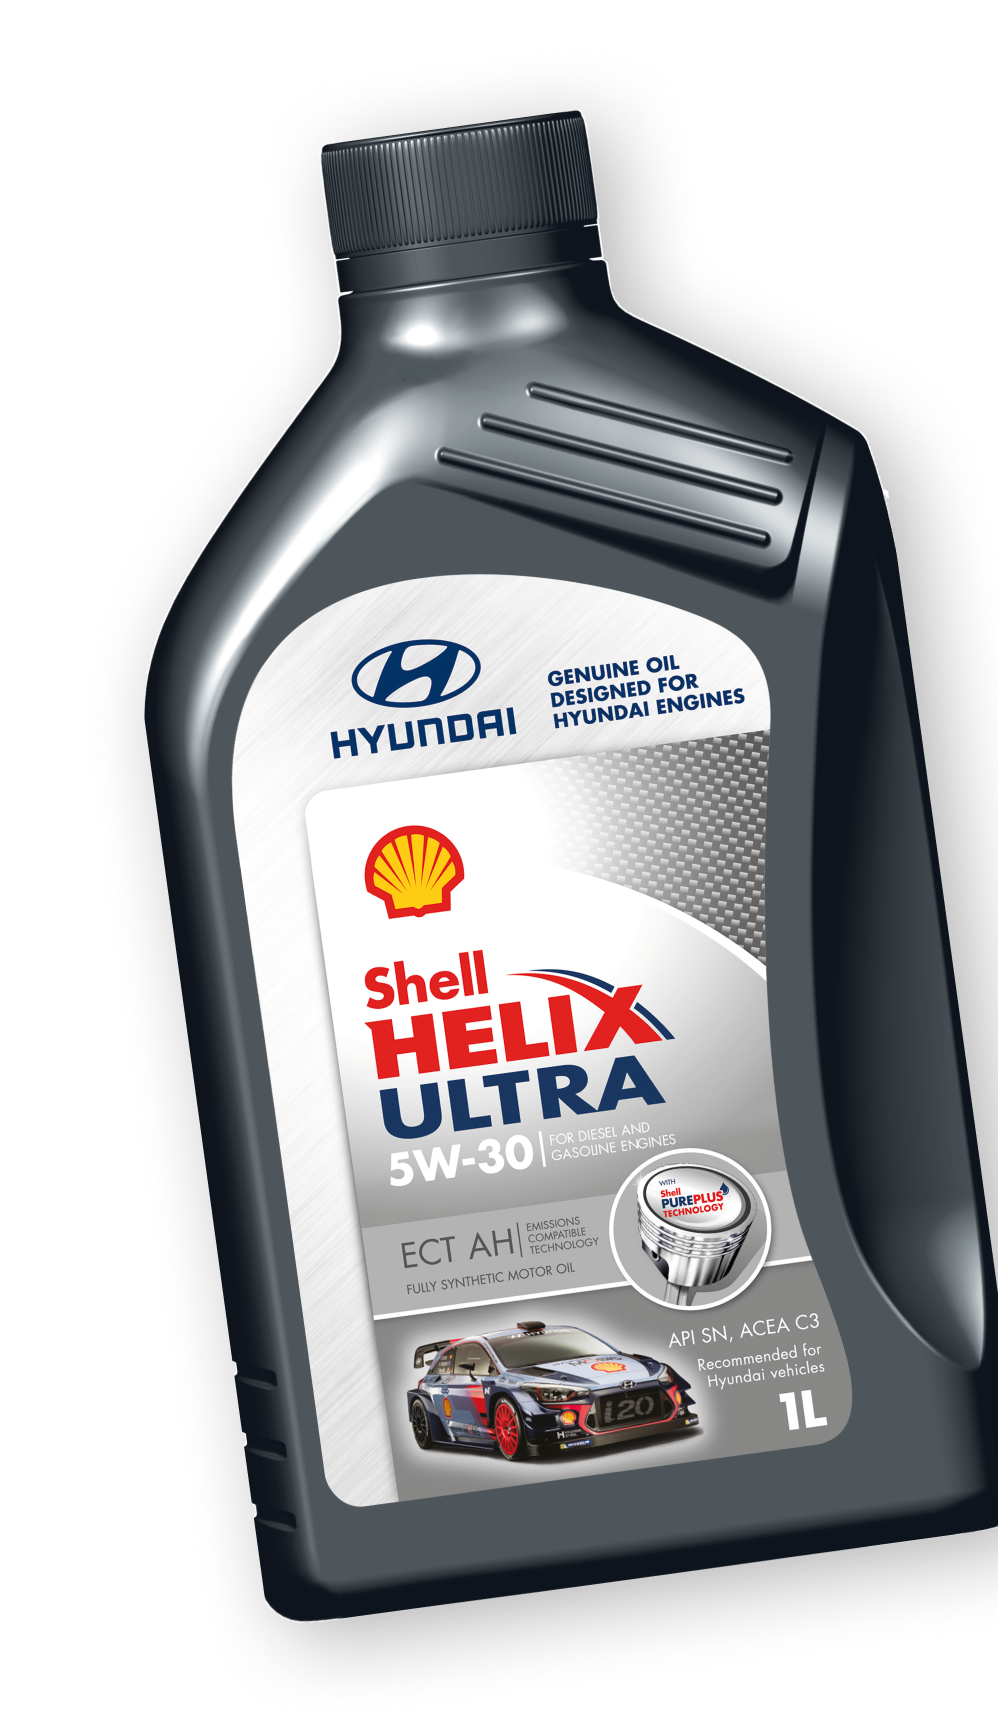 HYUNDAI
GENUINE OIL
DESIGNED FOR
HYUNDAI ENGINES
Shell
HELIX
ULTRA
5W-30
FOR DIESEL AND
GASOLINE ENGINES
WITH
Shell
PUREPLUS
TECHNOLOGY
ECT AH
EMISSIONS
COMPATIBLE
TECHNOLOGY
FULLY SYNTHETIC MOTOR OIL
API SN, ACEA C3
Recommended for
Hyundai vehicles
1L
i20